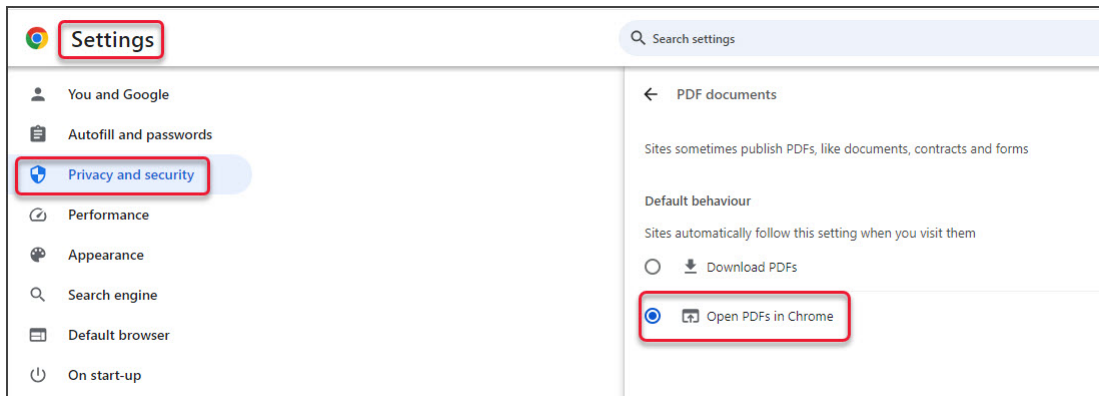 Settings
Search settings
You and Google
Autofill and passwords
Privacy and security
Performance
Appearance
Search engine
Default browser
On start-up
PDF documents
Sites sometimes publish PDFs, like documents, contracts and forms
Default behaviour
Sites automatically follow this setting when you visit them
Download PDFs
Open PDFs in Chrome